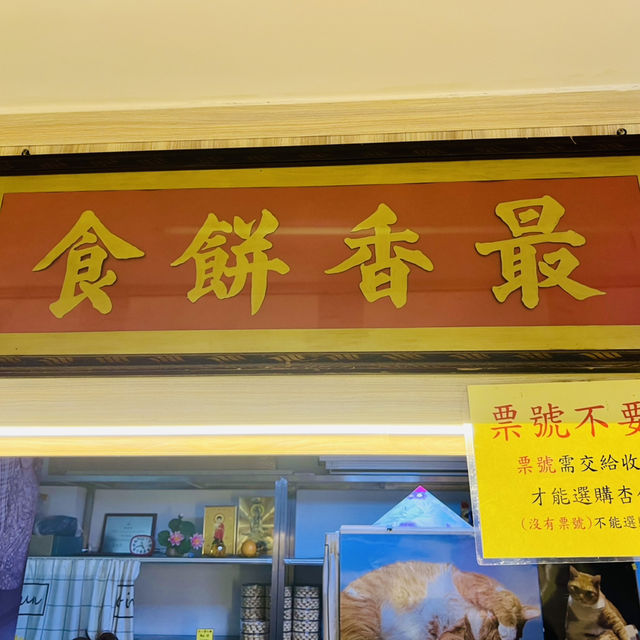 最香餅食
票號不要
票號需交給收
才能選購杏
(沒有票號)不能選